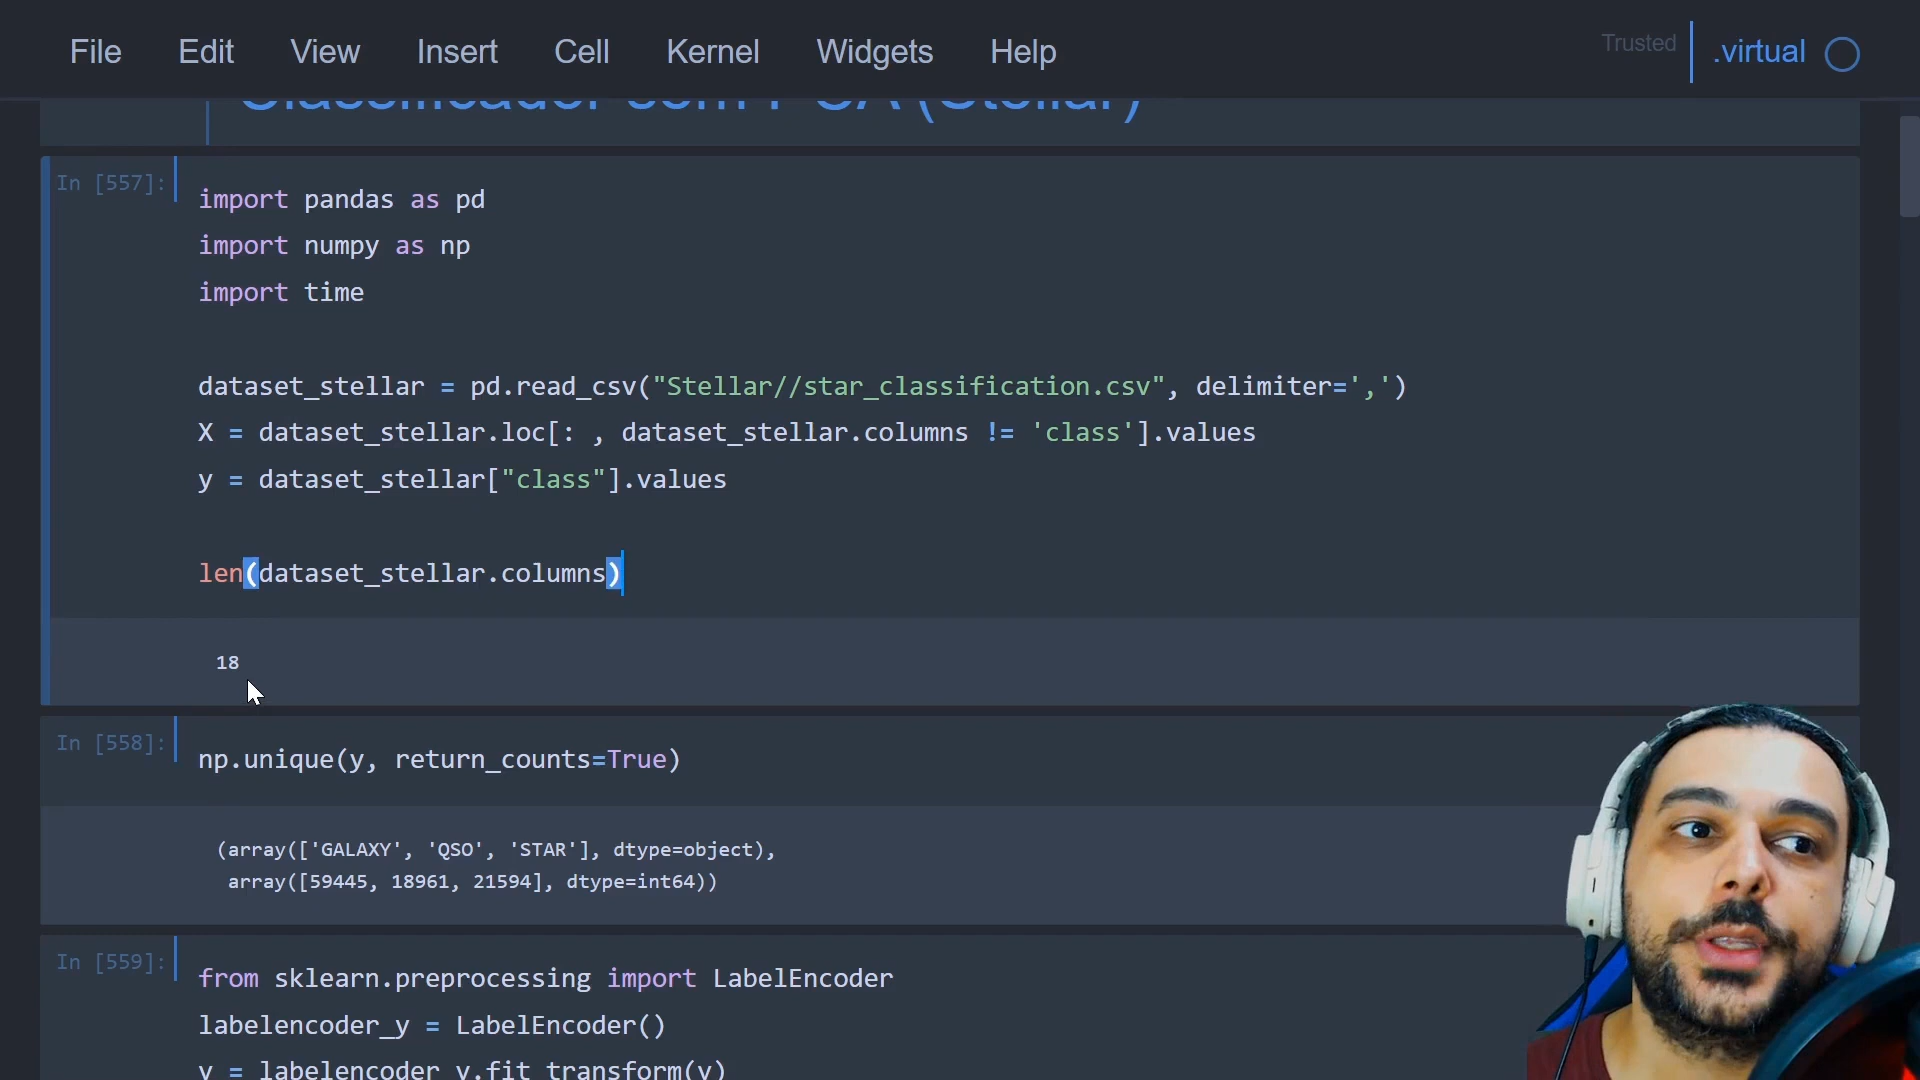 File Edit View Insert Cell Kernel Widgets Help Trusted .virtual
(Stellar)
In [557]:
import pandas as pd
import numpy as np
import time
dataset_stellar = pd.read_csv("Stellar//star_classification.csv", delimiter=',')
X = dataset_stellar.loc[: , dataset_stellar.columns != 'class'].values
y = dataset_stellar["class"].values
len(dataset_stellar.columns)
18
In [558]:
np.unique(y, return_counts=True)
(array(['GALAXY', 'QSO', 'STAR'], dtype=object),
array([59445, 18961, 21594], dtype=int64))
In [559]:
from sklearn.preprocessing import LabelEncoder
labelencoder_y = LabelEncoder()
y = labelencoder_y.fit_transform(y)